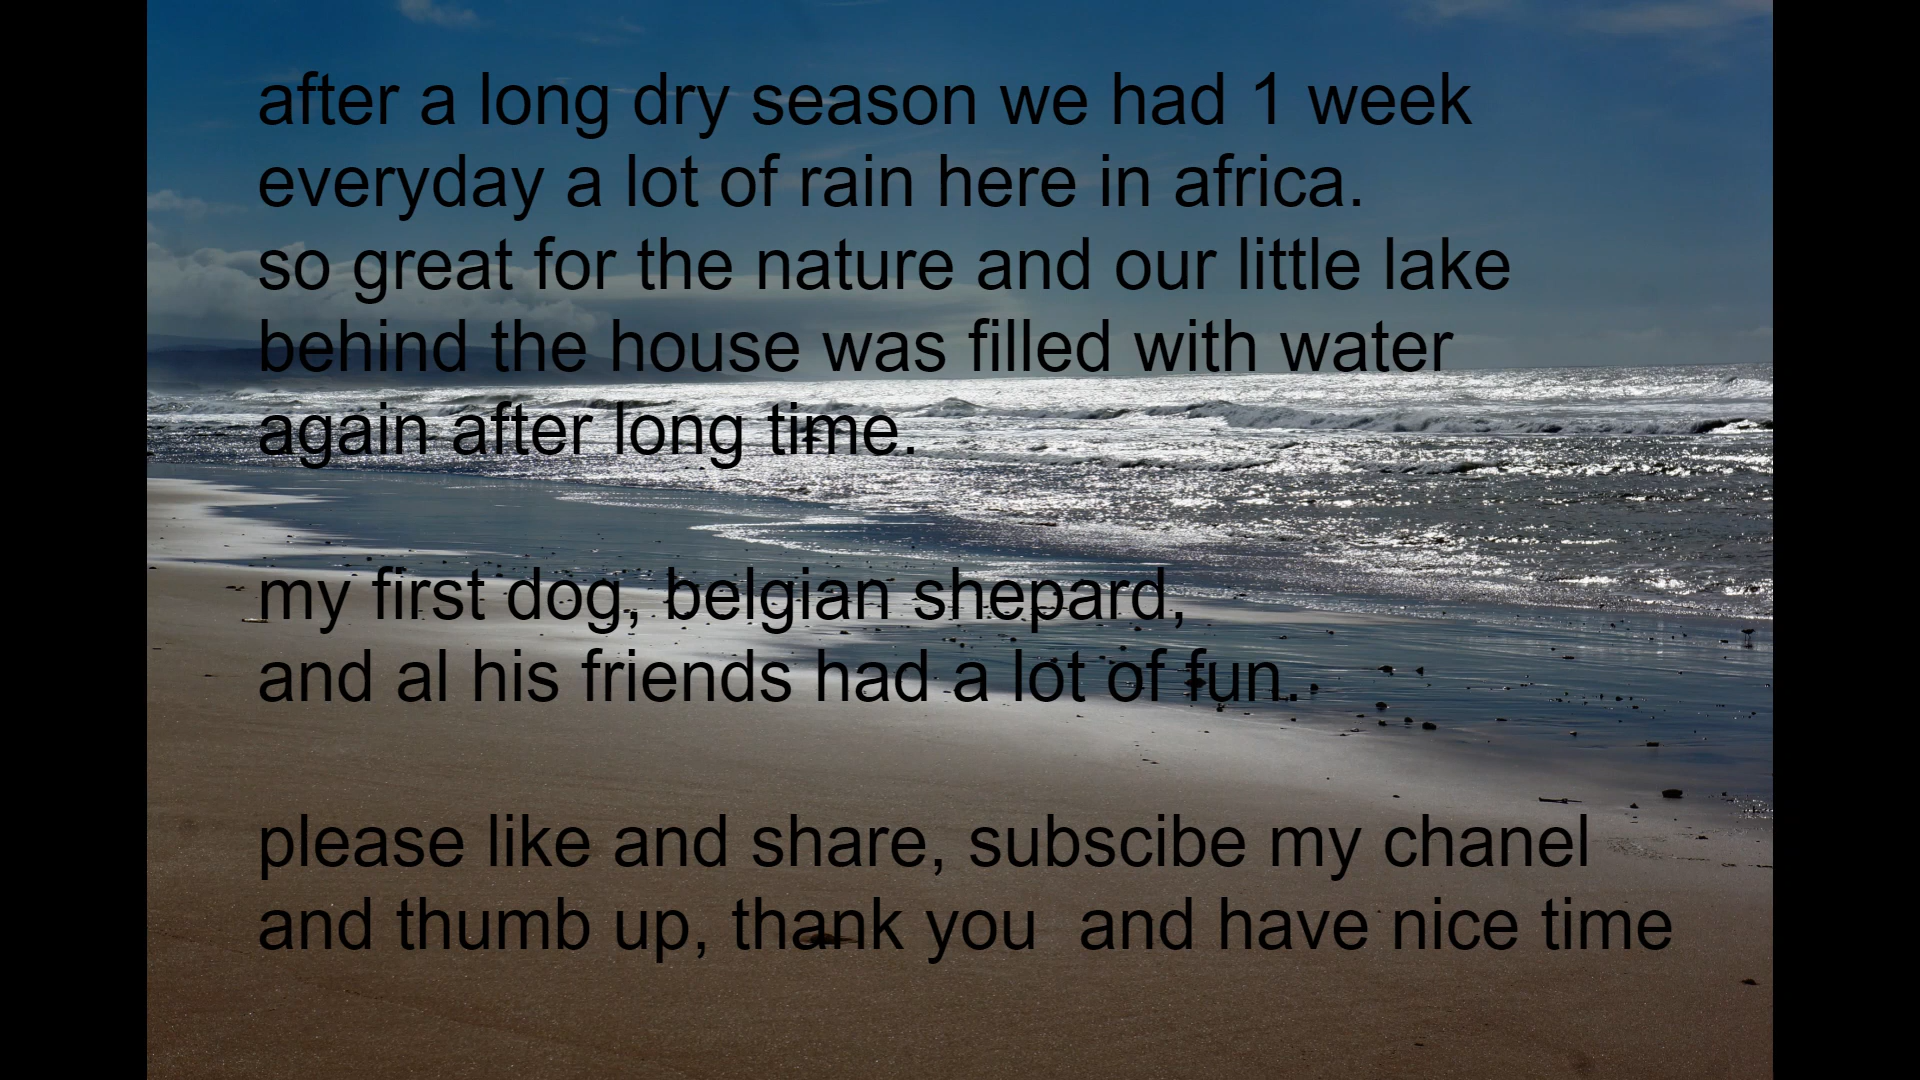 after a long dry season we had 1 week
everyday a lot of rain here in africa.
so great for the nature and our little lake
behind the house was filled with water
again after long time.
my first dog, belgian shepard,
and al his friends had a lot of fun.
please like and share, subscibe my chanel
and thumb up, thank you  and have nice time